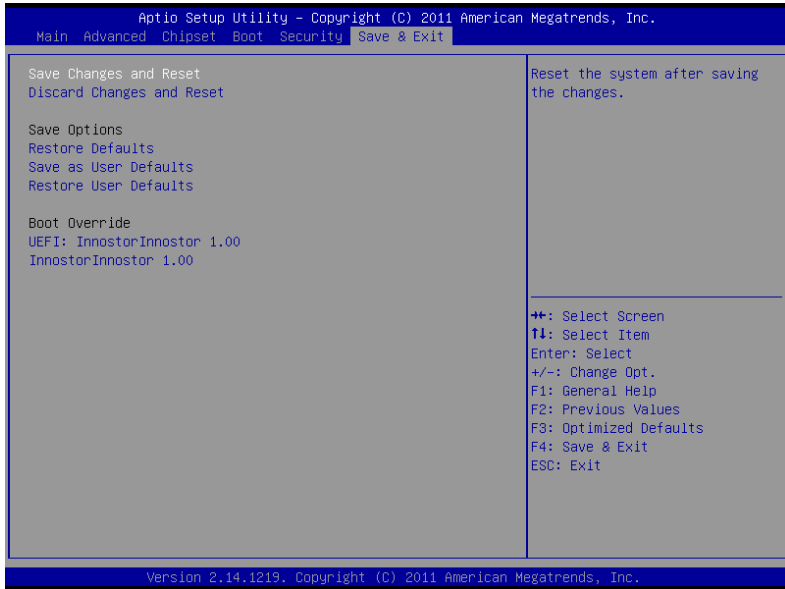 Aptio Setup Utility – Copyright (C) 2011 American Megatrends, Inc.
Main Advanced Chipset Boot Security Save & Exit
Save Changes and Reset
Discard Changes and Reset
Save Options
Restore Defaults
Save as User Defaults
Restore User Defaults
Boot Override
UEFI: InnostorInnostor 1.00
InnostorInnostor 1.00
Reset the system after saving
the changes.
→←: Select Screen
↑↓: Select Item
Enter: Select
+/-: Change Opt.
F1: General Help
F2: Previous Values
F3: Optimized Defaults
F4: Save & Exit
ESC: Exit
Version 2.14.1219. Copyright (C) 2011 American Megatrends, Inc.